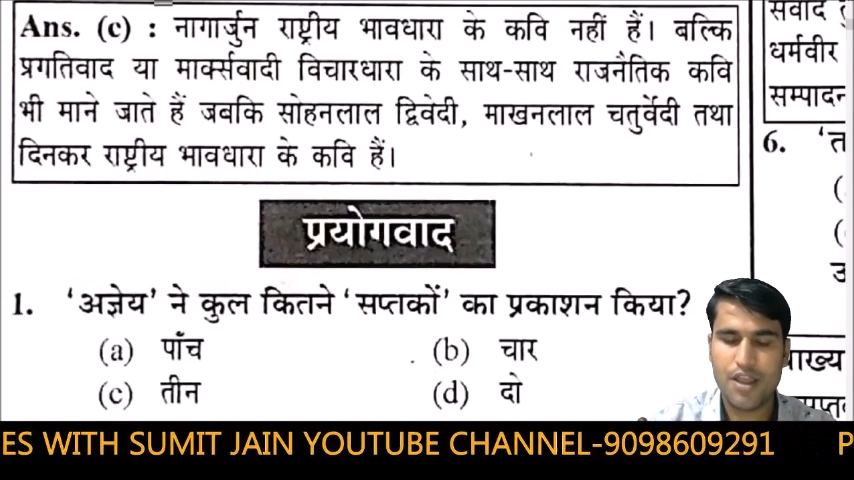 Ans. (c) : नागार्जुन राष्ट्रीय भावधारा के कवि नहीं हैं। बल्कि
प्रगतिवाद या मार्क्सवादी विचारधारा के साथ-साथ राजनैतिक कवि
भी माने जाते हैं जबकि सोहनलाल द्विवेदी, माखनलाल चतुर्वेदी तथा
दिनकर राष्ट्रीय भावधारा के कवि हैं।
प्रयोगवाद
1. 'अज्ञेय' ने कुल कितने 'सप्तकों' का प्रकाशन किया?
(a) पाँच (b) चार
(c) तीन (d) दो
संवाद
धर्मवीर
सम्पादन
6. 'त
(
(
उ
ES WITH SUMIT JAIN YOUTUBE CHANNEL-9098609291 P